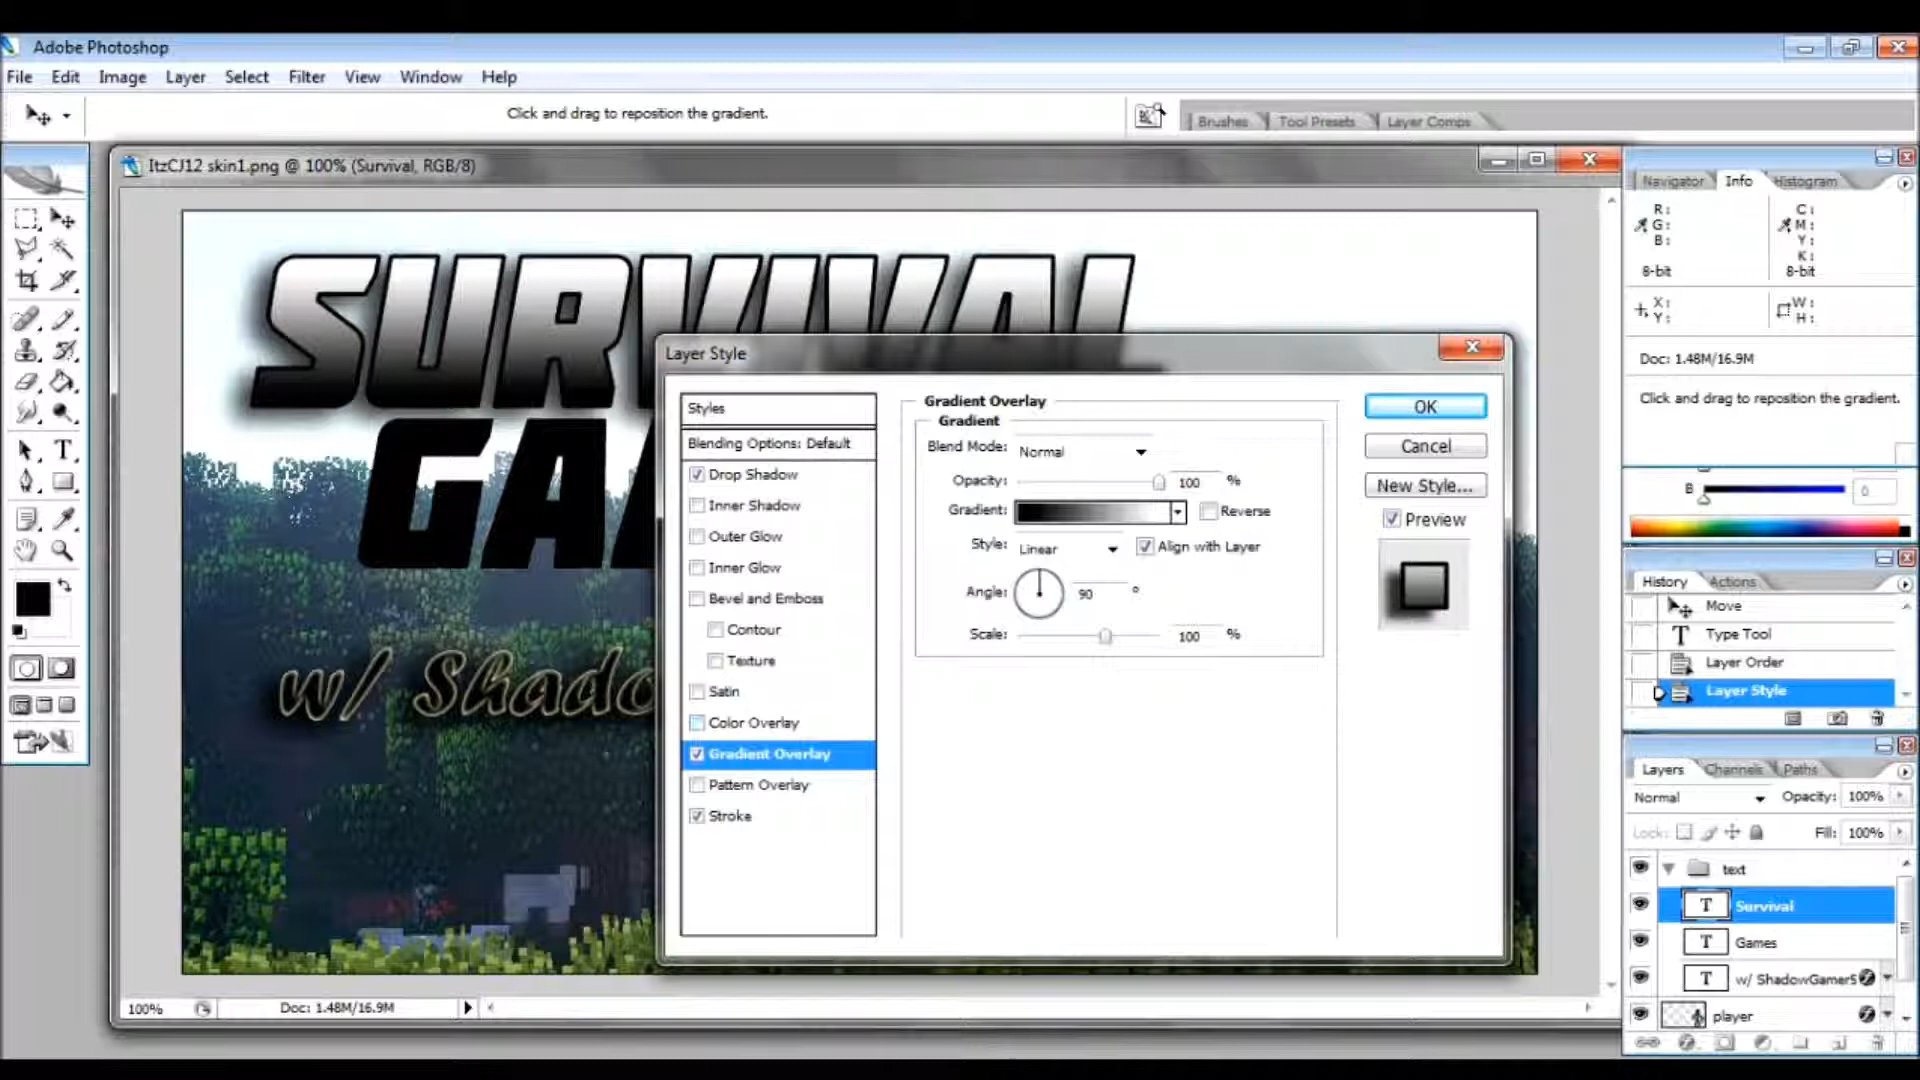 Adobe Photoshop
File Edit Image Layer Select Filter View Window Help
Click and drag to reposition the gradient.
Brushes Tool Presets Layer Comps
ItzCJ12 skin1.png @ 100% (Survival, RGB/8)
Navigator Info Histogram
R: C:
G: M:
B: Y:
K:
8-bit 8-bit
X: W:
Y: H:
Doc: 1.48M/16.9M
Click and drag to reposition the gradient.
SURVIVAL
w/
Layer Style
Styles
Blending Options: Default
Drop Shadow
Inner Shadow
Outer Glow
Inner Glow
Bevel and Emboss
Contour
Texture
Satin
Color Overlay
Gradient Overlay
Pattern Overlay
Stroke
Gradient Overlay
Gradient
Blend Mode: Normal
Opacity: 100 %
Gradient: Reverse
Style: Linear Align with Layer
Angle: 90 °
Scale: 100 %
OK
Cancel
New Style...
Preview
B 0
History Actions
Move
Type Tool
Layer Order
Layer Style
Layers Channels Paths
Normal Opacity: 100%
Lock: Fill: 100%
text
Survival
Games
w/ ShadowGamerS
player
100% Doc: 1.48M/16.9M